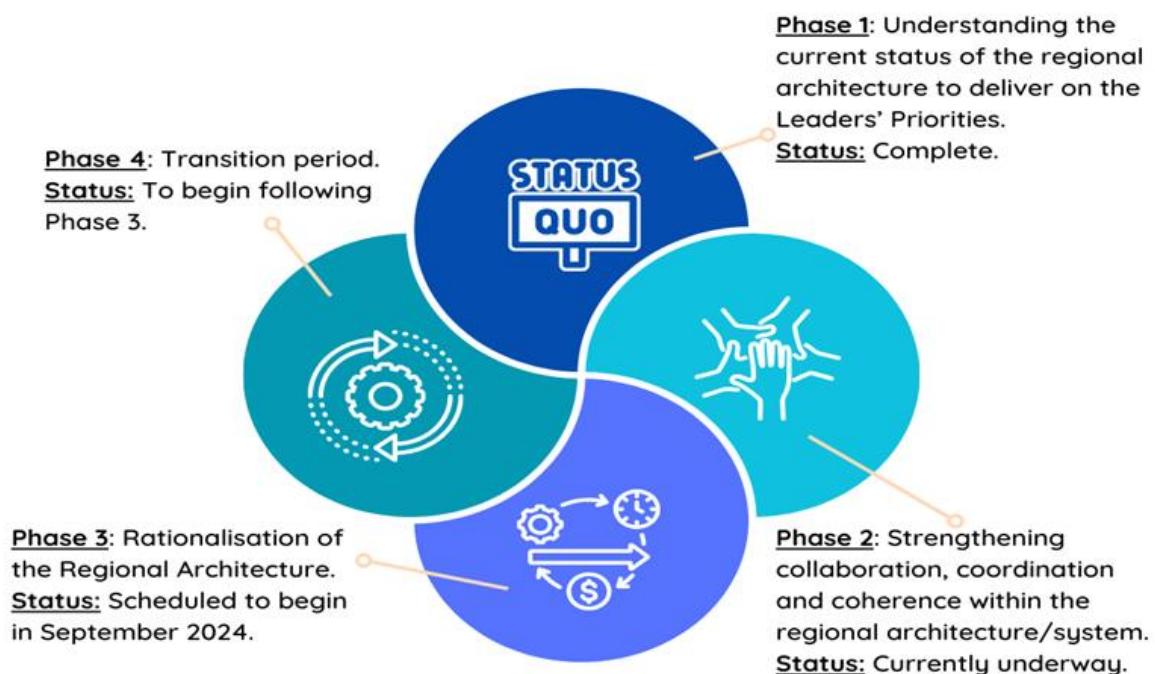 Phase 1: Understanding the
current status of the regional
architecture to deliver on the
Leaders' Priorities.
Status: Complete.
Phase 4: Transition period.
Status: To begin following
Phase 3.
STATUS
QUO
$
Phase 3: Rationalisation of
the Regional Architecture.
Status: Scheduled to begin
in September 2024.
Phase 2: Strengthening
collaboration, coordination
and coherence within the
regional architecture/system.
Status: Currently underway.